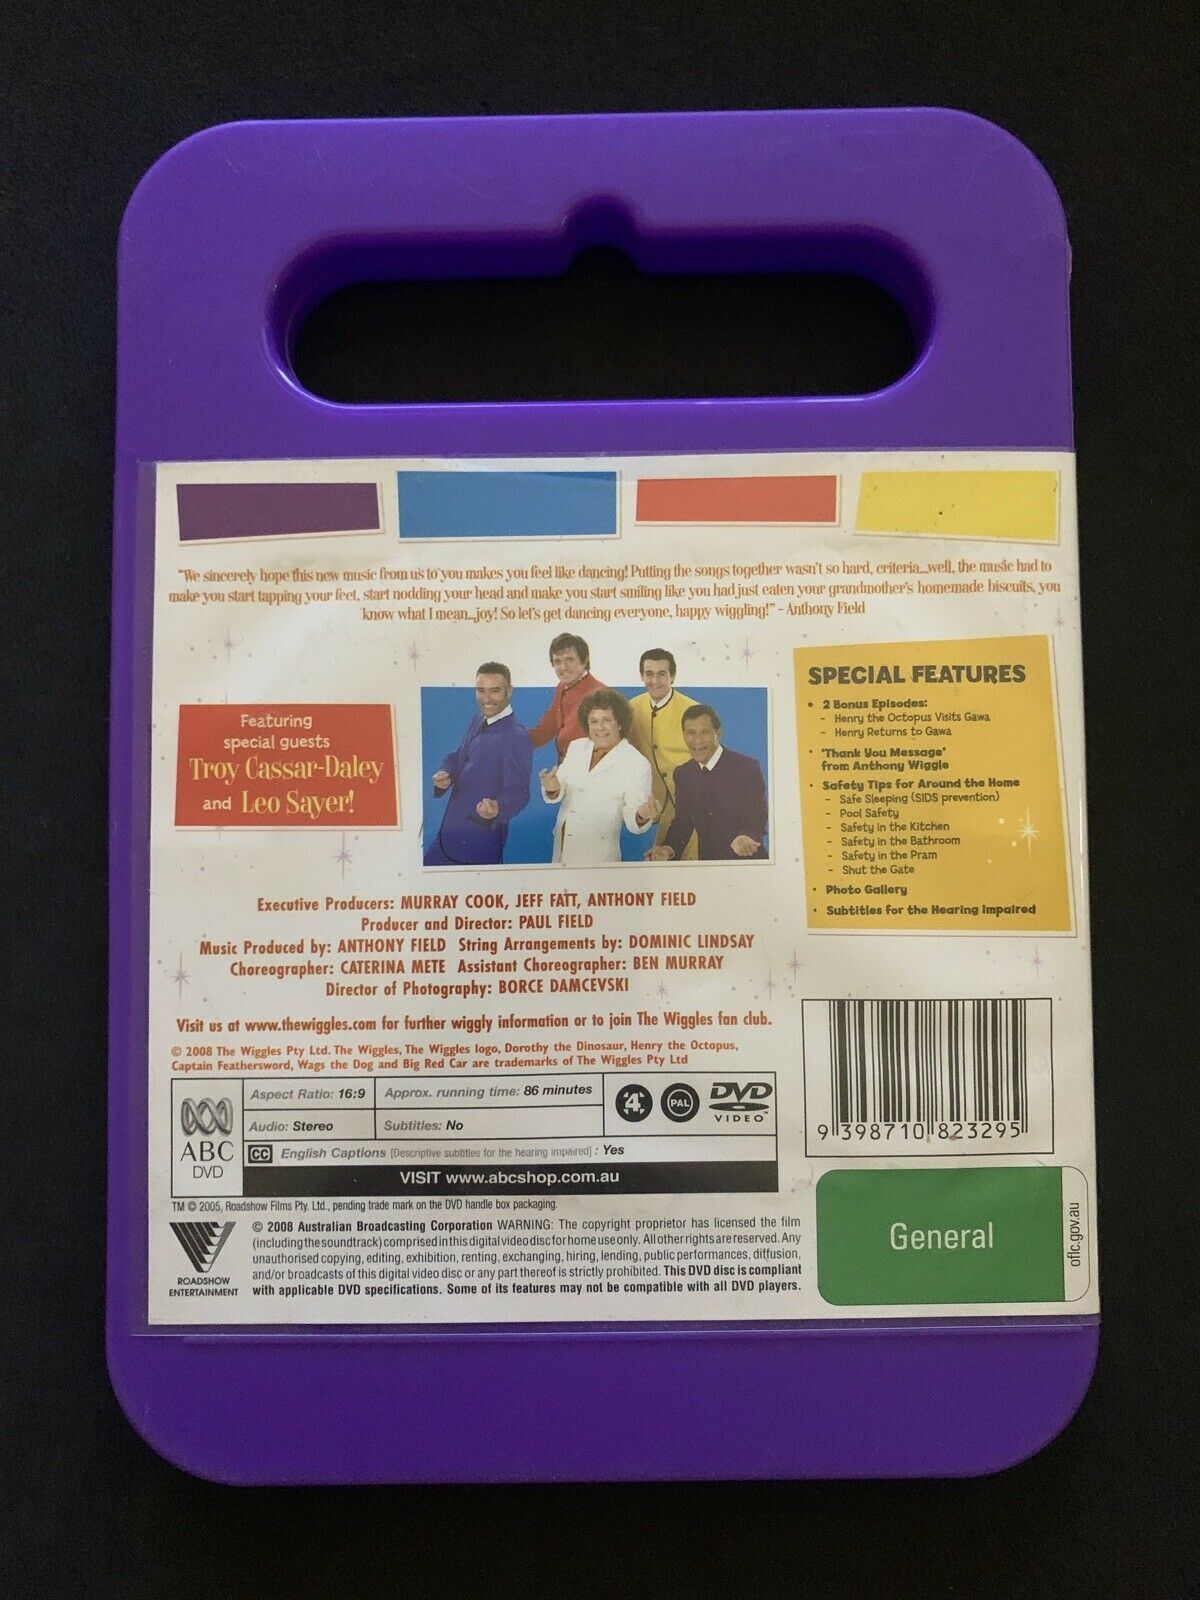 "We sincerely hope this new music from us to you makes you feel like dancing! Putting the songs together wasn't so hard, criteria...well, the music had to
make you start tapping your feet, start nodding your head and make you start smiling like you had just eaten your grandmother's homemade biscuits, you
know what I mean...joy! So let's get dancing everyone, happy wiggling!" - Anthony Field
Featuring
special guests
Troy Cassar-Daley
and Leo Sayer!
SPECIAL FEATURES
• 2 Bonus Episodes:
- Henry the Octopus Visits Gawa
- Henry Returns to Gawa
• 'Thank You Message'
from Anthony Wiggle
• Safety Tips for Around the Home
- Safe Sleeping (SIDS prevention)
- Pool Safety
- Safety in the Kitchen
- Safety in the Bathroom
- Safety in the Pram
- Shut the Gate
• Photo Gallery
• Subtitles for the Hearing Impaired
Executive Producers: MURRAY COOK, JEFF FATT, ANTHONY FIELD
Producer and Director: PAUL FIELD
Music Produced by: ANTHONY FIELD String Arrangements by: DOMINIC LINDSAY
Choreographer: CATERINA METE Assistant Choreographer: BEN MURRAY
Director of Photography: BORCE DAMCEVSKI
Visit us at www.thewiggles.com for further wiggly information or to join The Wiggles fan club.
© 2008 The Wiggles Pty Ltd. The Wiggles, The Wiggles logo, Dorothy the Dinosaur, Henry the Octopus,
Captain Feathersword, Wags the Dog and Big Red Car are trademarks of The Wiggles Pty Ltd
ABC
DVD
Aspect Ratio: 16:9
Approx. running time: 86 minutes
Audio: Stereo
Subtitles: No
CC English Captions [Descriptive subtitles for the hearing impaired] : Yes
VISIT www.abcshop.com.au
4
PAL
DVD
VIDEO
9 398710 823295
TM © 2005, Roadshow Films Pty. Ltd., pending trade mark on the DVD handle box packaging.
ROADSHOW
ENTERTAINMENT
© 2008 Australian Broadcasting Corporation WARNING: The copyright proprietor has licensed the film
(including the soundtrack) comprised in this digital video disc for home use only. All other rights are reserved. Any
unauthorised copying, editing, exhibition, renting, exchanging, hiring, lending, public performances, diffusion,
and/or broadcasts of this digital video disc or any part thereof is strictly prohibited. This DVD disc is compliant
with applicable DVD specifications. Some of its features may not be compatible with all DVD players.
General
oflc.gov.au